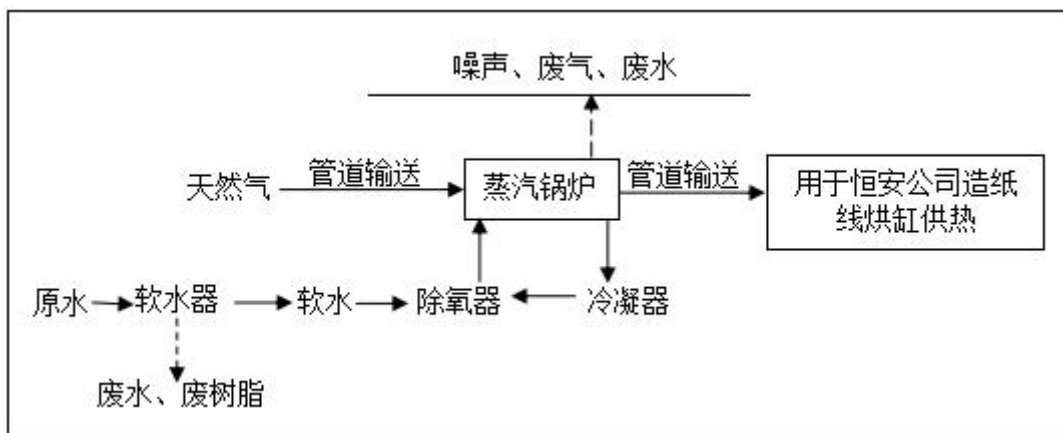 噪声、废气、废水
天然气
管道输送
蒸汽锅炉
管道输送
用于恒安公司造纸
线烘缸供热
原水
软水器
软水
除氧器
冷凝器
废水、废树脂